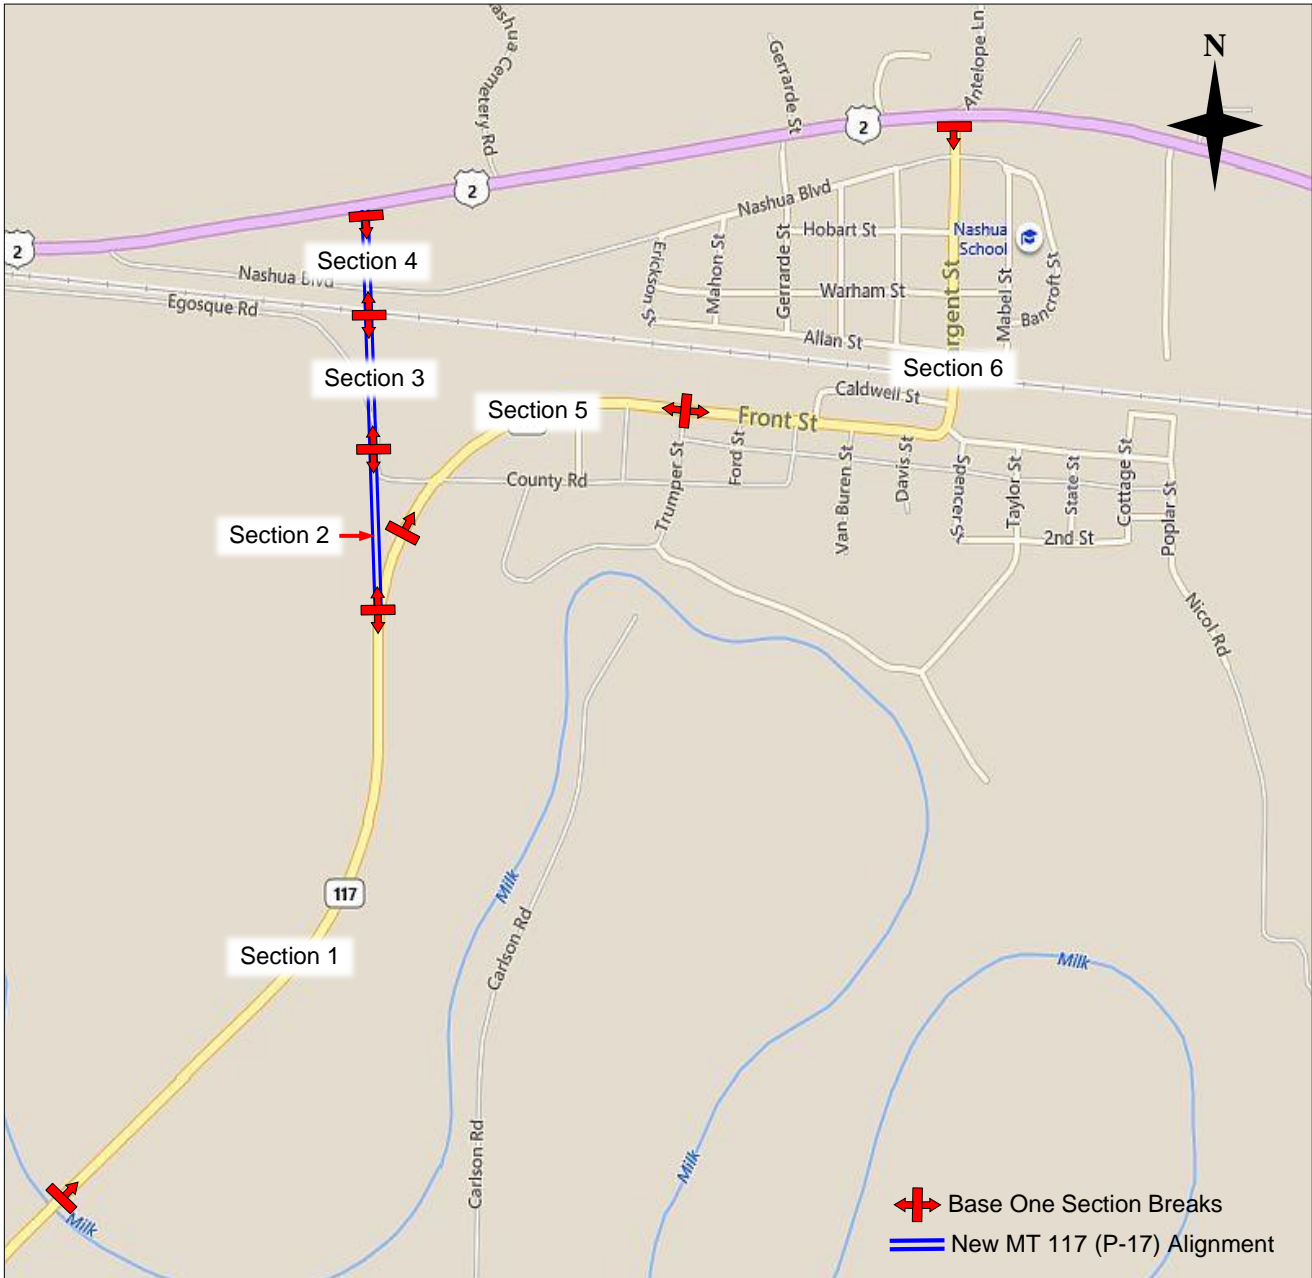 N
Nashua Cemetery Rd
Gerrarde St
Antelope Ln
2
2
2
Nashua Blvd
Hobart St
Nashua
School
Section 4
Nashua Blvd
Egosque Rd
Erickson St
Mahon St
Gerrarde St
Warham St
Mabel St
Bancroft St
Allan St
argent St
Section 3
Section 6
Section 5
Caldwell St
Front St
County Rd
Trumper St
Ford St
Van Buren St
Davis St
Spencer St
Taylor St
State St
Cottage St
Poplar St
2nd St
Section 2
Nicol Rd
117
Milk
Section 1
Carlson Rd
Milk
Carlson Rd
Milk
Milk
Base One Section Breaks
New MT 117 (P-17) Alignment